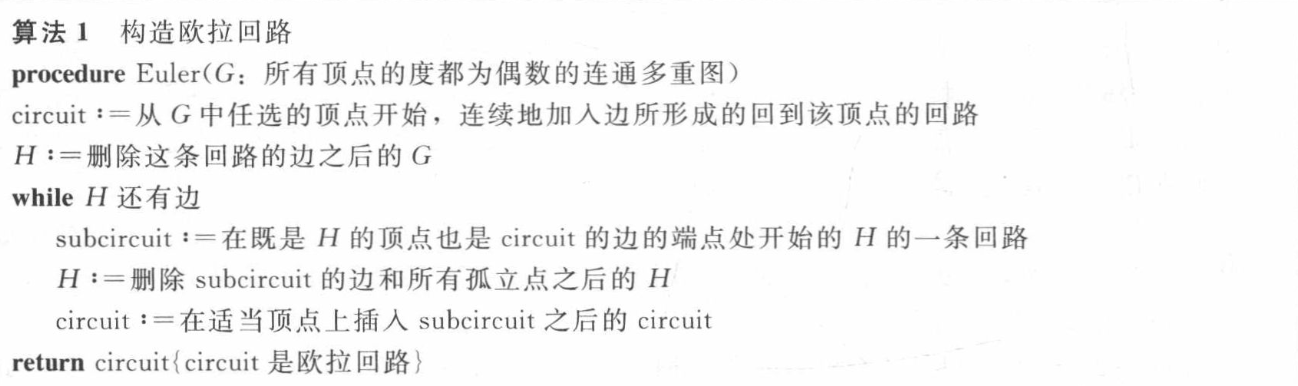 算法 1 构造欧拉回路
procedure Euler(G：所有顶点的度都为偶数的连通多重图)
circuit :=从 G 中任选的顶点开始，连续地加入边所形成的回到该顶点的回路
H :=删除这条回路的边之后的 G
while H 还有边
subcircuit :=在既是 H 的顶点也是 circuit 的边的端点处开始的 H 的一条回路
H :=删除 subcircuit 的边和所有孤立点之后的 H
circuit :=在适当顶点上插入 subcircuit 之后的 circuit
return circuit{circuit 是欧拉回路}